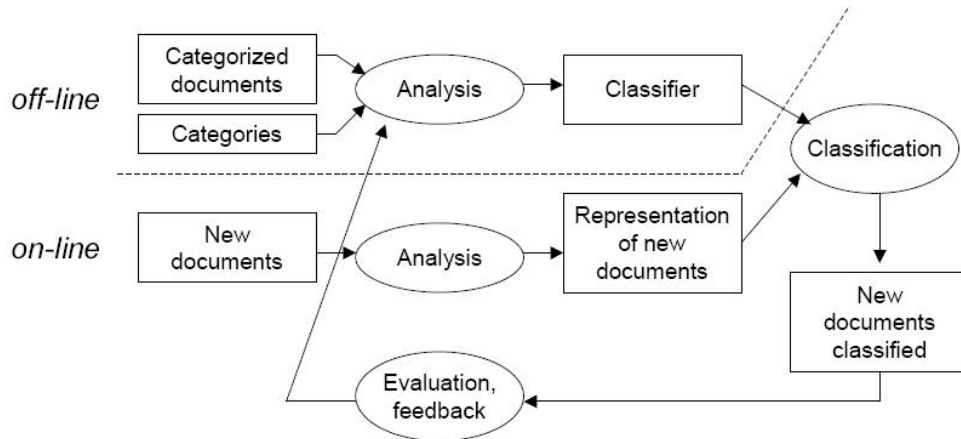 off-line
Categorized
documents
Categories
Analysis
Classifier
Classification
on-line
New
documents
Analysis
Representation
of new
documents
New
documents
classified
Evaluation,
feedback